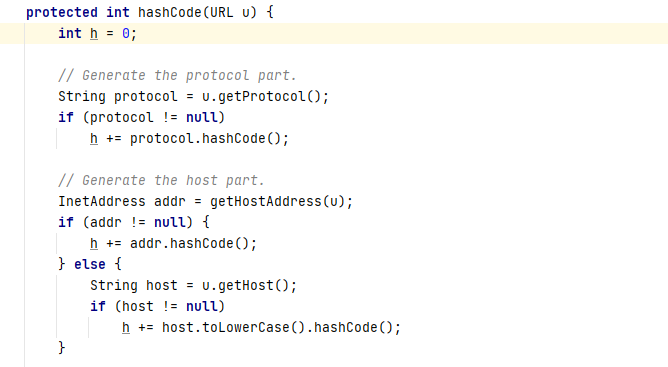 protected int hashCode(URL u) {
int h = 0;
// Generate the protocol part.
String protocol = u.getProtocol();
if (protocol != null)
h += protocol.hashCode();
// Generate the host part.
InetAddress addr = getHostAddress(u);
if (addr != null) {
h += addr.hashCode();
} else {
String host = u.getHost();
if (host != null)
h += host.toLowerCase().hashCode();
}